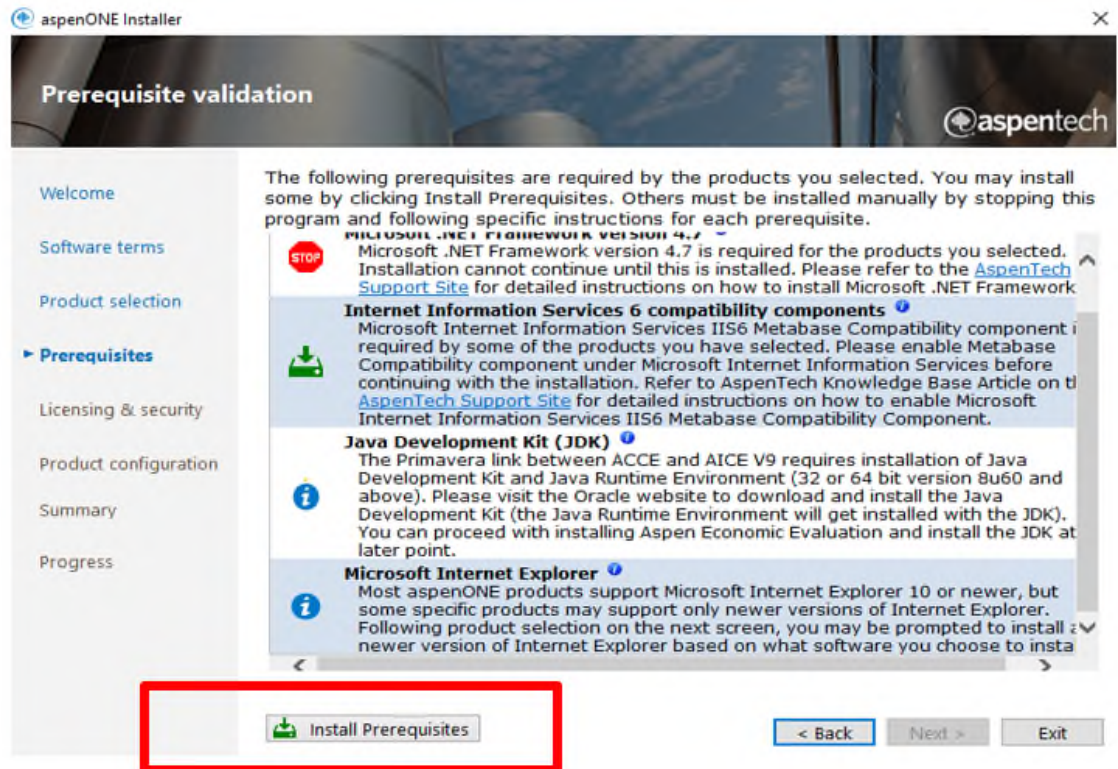 aspenONE Installer
Prerequisite validation
aspentech
Welcome
Software terms
Product selection
Prerequisites
Licensing & security
Product configuration
Summary
Progress
The following prerequisites are required by the products you selected. You may install
some by clicking Install Prerequisites. Others must be installed manually by stopping this
program and following specific instructions for each prerequisite.
Microsoft .NET Framework version 4.7
STOP
Microsoft .NET Framework version 4.7 is required for the products you selected.
Installation cannot continue until this is installed. Please refer to the AspenTech
Support Site for detailed instructions on how to install Microsoft .NET Framework
Internet Information Services 6 compatibility components
Microsoft Internet Information Services IIS6 Metabase Compatibility component i
required by some of the products you have selected. Please enable Metabase
Compatibility component under Microsoft Internet Information Services before
continuing with the installation. Refer to AspenTech Knowledge Base Article on t
AspenTech Support Site for detailed instructions on how to enable Microsoft
Internet Information Services IIS6 Metabase Compatibility Component.
Java Development Kit (JDK)
The Primavera link between ACCE and AICE V9 requires installation of Java
Development Kit and Java Runtime Environment (32 or 64 bit version 8u60 and
above). Please visit the Oracle website to download and install the Java
Development Kit (the Java Runtime Environment will get installed with the JDK).
You can proceed with installing Aspen Economic Evaluation and install the JDK at
later point.
Microsoft Internet Explorer
Most aspenONE products support Microsoft Internet Explorer 10 or newer, but
some specific products may support only newer versions of Internet Explorer.
Following product selection on the next screen, you may be prompted to install a
newer version of Internet Explorer based on what software you choose to insta
Install Prerequisites
< Back
Next >
Exit